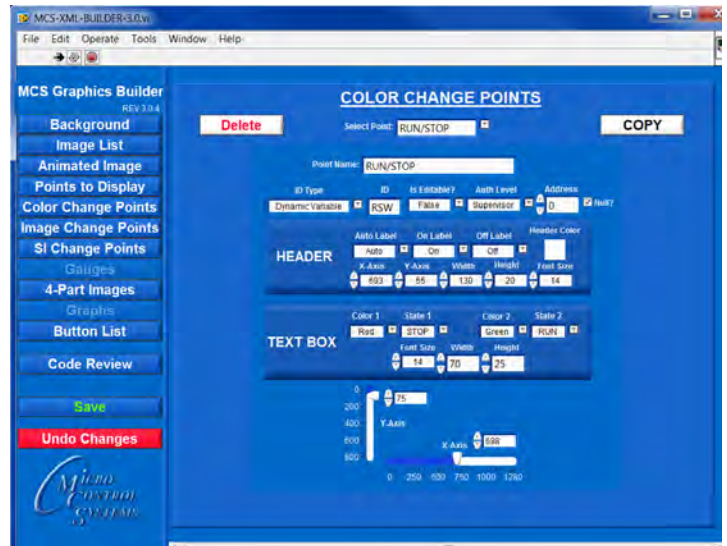 MCS-XML-BUILDER-3.0.vi
File Edit Operate Tools Window Help
MCS Graphics Builder
REV 3.0.4
Background
Image List
Animated Image
Points to Display
Color Change Points
Image Change Points
SI Change Points
Gauges
4-Part Images
Graphs
Button List
Code Review
Save
Undo Changes
MICRO
CONTROL
SYSTEMS
COLOR CHANGE POINTS
Delete Select Point: RUN/STOP COPY
Point Name: RUN/STOP
ID Type ID Is Editable? Auth Level Address
Dynamic Variable RSW False Supervisor 0 Null?
Auto Label On Label Off Label Header Color
HEADER Auto On Off
X-Axis Y-Axis Width Height Font Size
693 55 130 20 14
Color 1 State 1 Color 2 State 2
TEXT BOX Red STOP Green RUN
Font Size Width Height
14 70 25
0 75
200
400 Y-Axis
600
800
X-Axis 698
0 250 500 750 1000 1280